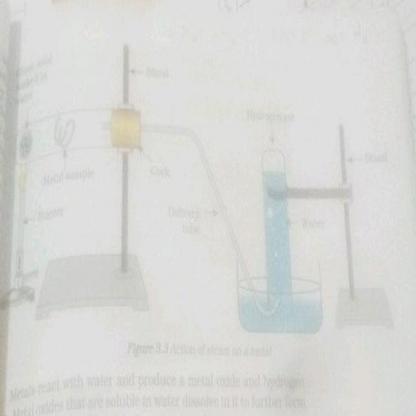 Stand
Hydrogen gas
Stand
Metal sample
Cork
Burner
Delivery
tube
Water
Figure 3.3 Action of steam on a metal
Metals react with water and produce a metal oxide and hydrogen
Metal oxides that are soluble in water dissolve in it to further form